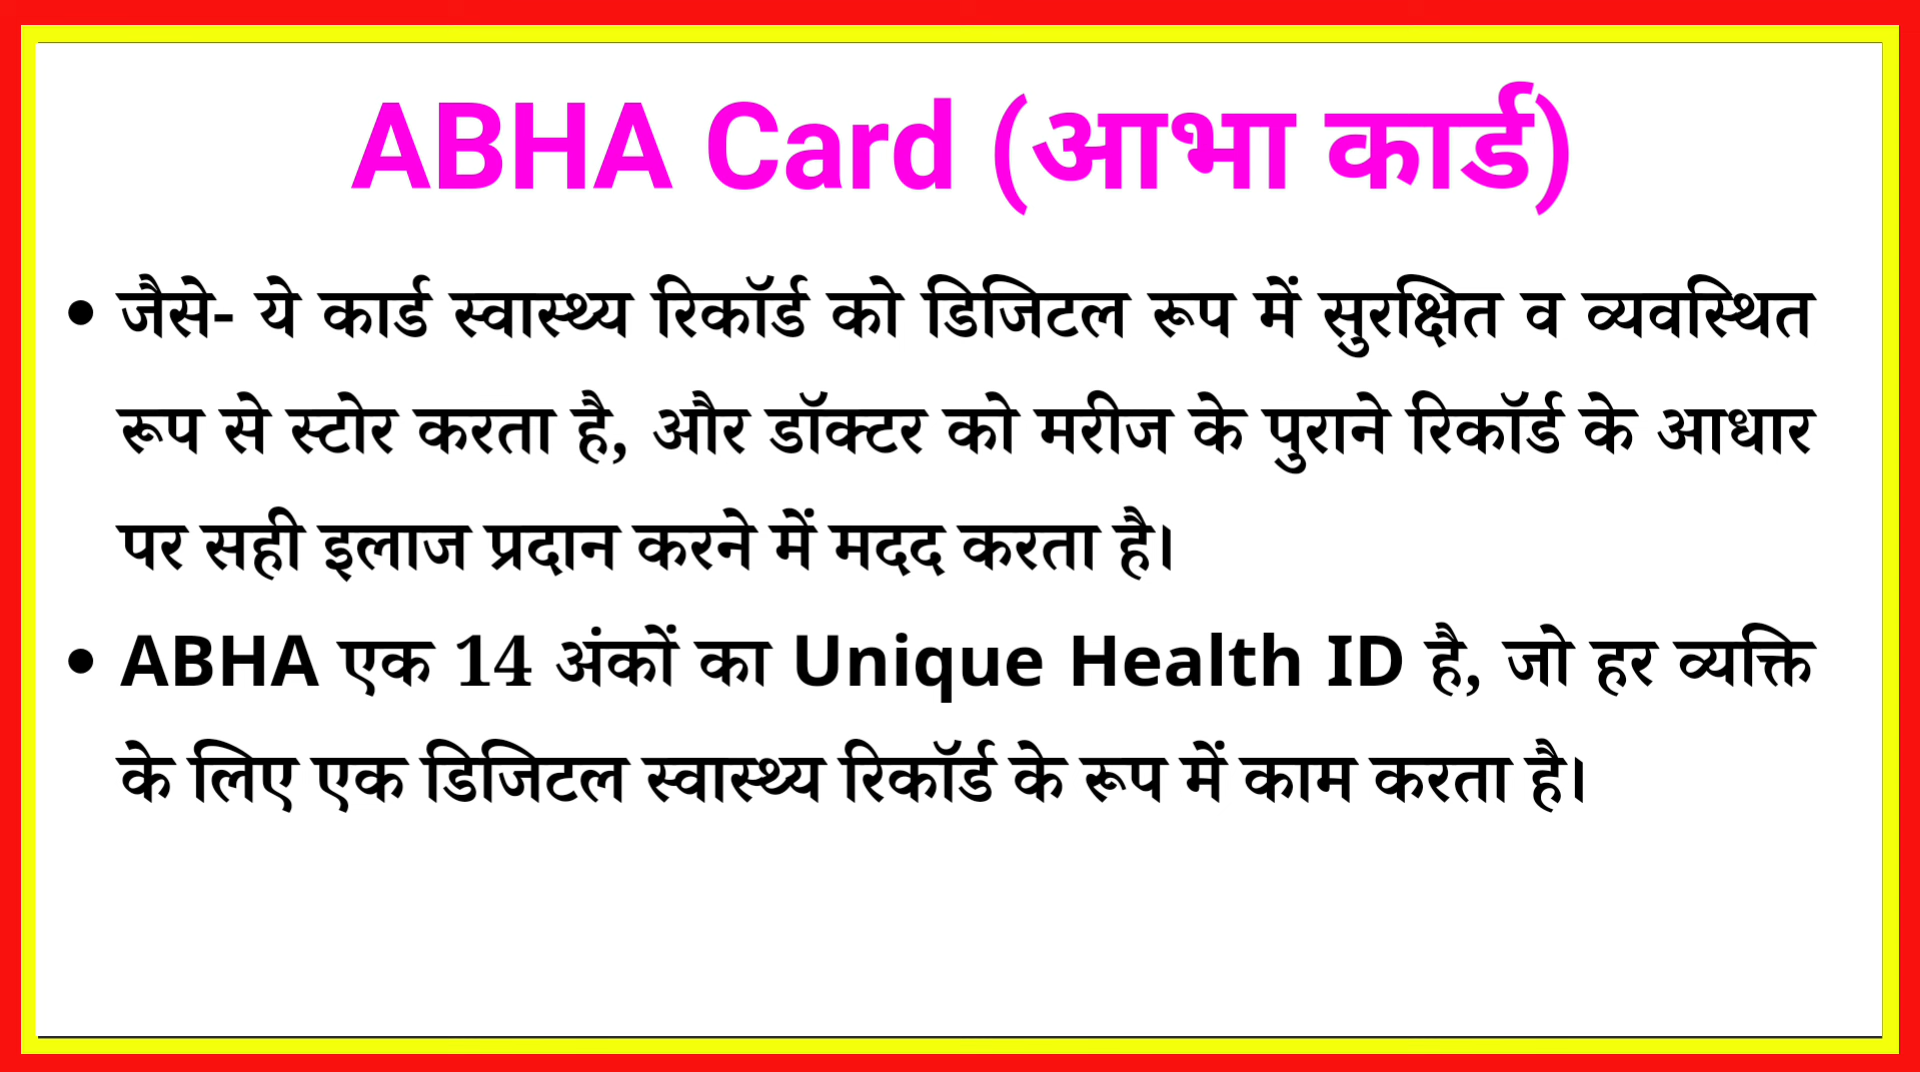 ABHA Card (आभा कार्ड)
• जैसे- ये कार्ड स्वास्थ्य रिकॉर्ड को डिजिटल रूप में सुरक्षित व व्यवस्थित
रूप से स्टोर करता है, और डॉक्टर को मरीज के पुराने रिकॉर्ड के आधार
पर सही इलाज प्रदान करने में मदद करता है।
• ABHA एक 14 अंकों का Unique Health ID है, जो हर व्यक्ति
के लिए एक डिजिटल स्वास्थ्य रिकॉर्ड के रूप में काम करता है।